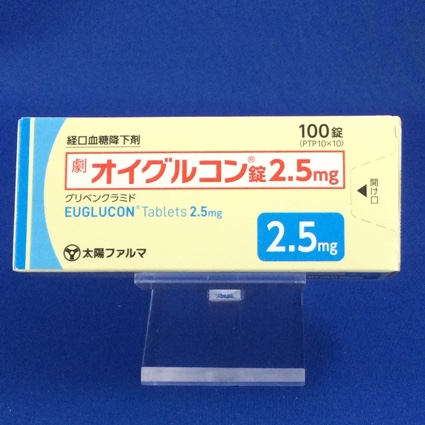 経口血糖降下剤
100錠
(PTP10×10)
劇 オイグルコン®錠2.5mg
グリベンクラミド
EUGLUCON® Tablets 2.5mg
2.5mg
開け口
太陽ファルマ